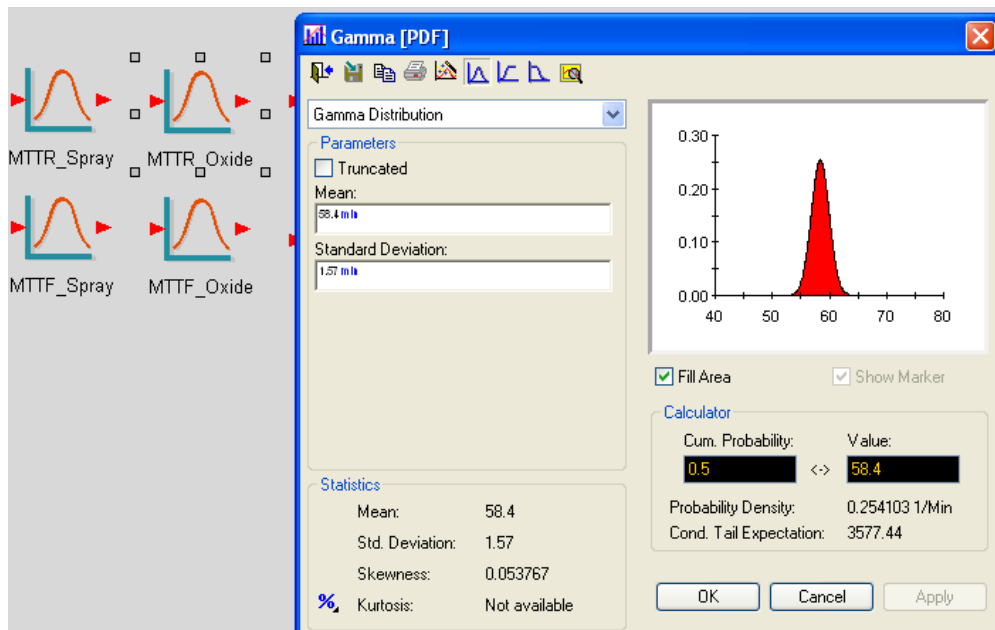 MTTR_Spray
MTTR_Oxide
MTTF_Spray
MTTF_Oxide
Gamma [PDF]
Gamma Distribution
Parameters
Truncated
Mean:
58.4 min
Standard Deviation:
1.57 min
Statistics
Mean: 58.4
Std. Deviation: 1.57
Skewness: 0.053767
%, Kurtosis: Not available
0.30
0.20
0.10
0.00
40 50 60 70 80
Fill Area Show Marker
Calculator
Cum. Probability: Value:
0.5 <-> 58.4
Probability Density: 0.254103 1/Min
Cond. Tail Expectation: 3577.44
OK Cancel Apply